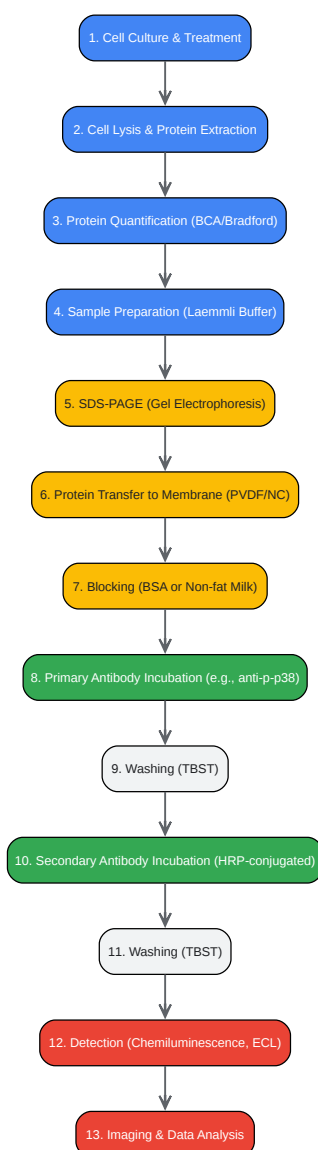 1. Cell Culture & Treatment
2. Cell Lysis & Protein Extraction
3. Protein Quantification (BCA/Bradford)
4. Sample Preparation (Laemmli Buffer)
5. SDS-PAGE (Gel Electrophoresis)
6. Protein Transfer to Membrane (PVDF/NC)
7. Blocking (BSA or Non-fat Milk)
8. Primary Antibody Incubation (e.g., anti-p-p38)
9. Washing (TBST)
10. Secondary Antibody Incubation (HRP-conjugated)
11. Washing (TBST)
12. Detection (Chemiluminescence, ECL)
13. Imaging & Data Analysis